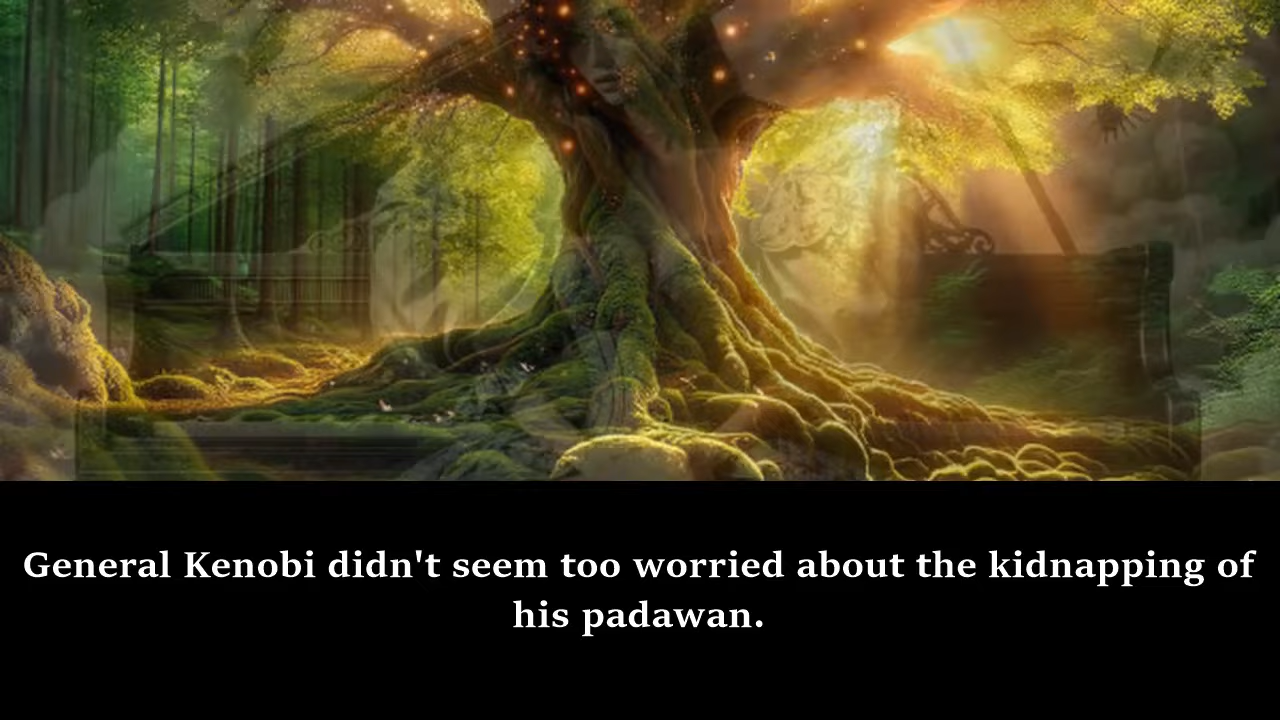 General Kenobi didn't seem too worried about the kidnapping of
his padawan.